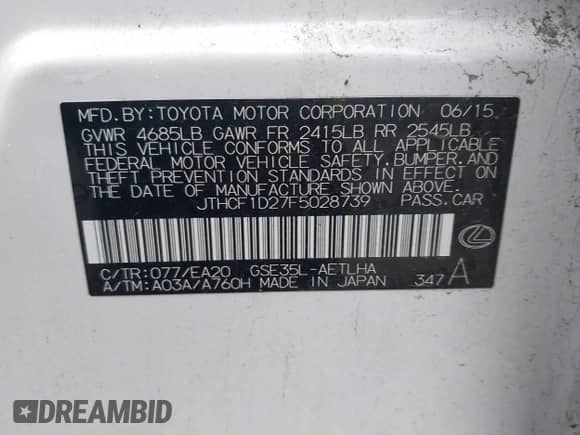 MFD.BY:TOYOTA MOTOR CORPORATION 06/15
GVWR 4685LB GAWR FR 2415LB RR 2545LB
THIS VEHICLE CONFORMS TO ALL APPLICABLE
FEDERAL MOTOR VEHICLE SAFETY,BUMPER,AND
THEFT PREVENTION STANDARDS IN EFFECT ON
THE DATE OF MANUFACTURE SHOWN ABOVE.
JTHCF1D27F5028739 PASS.CAR
C/TR:077/EA20 GSE35L-AETLHA
A/TM:A03A/A760H MADE IN JAPAN 347 A
DREAMBID